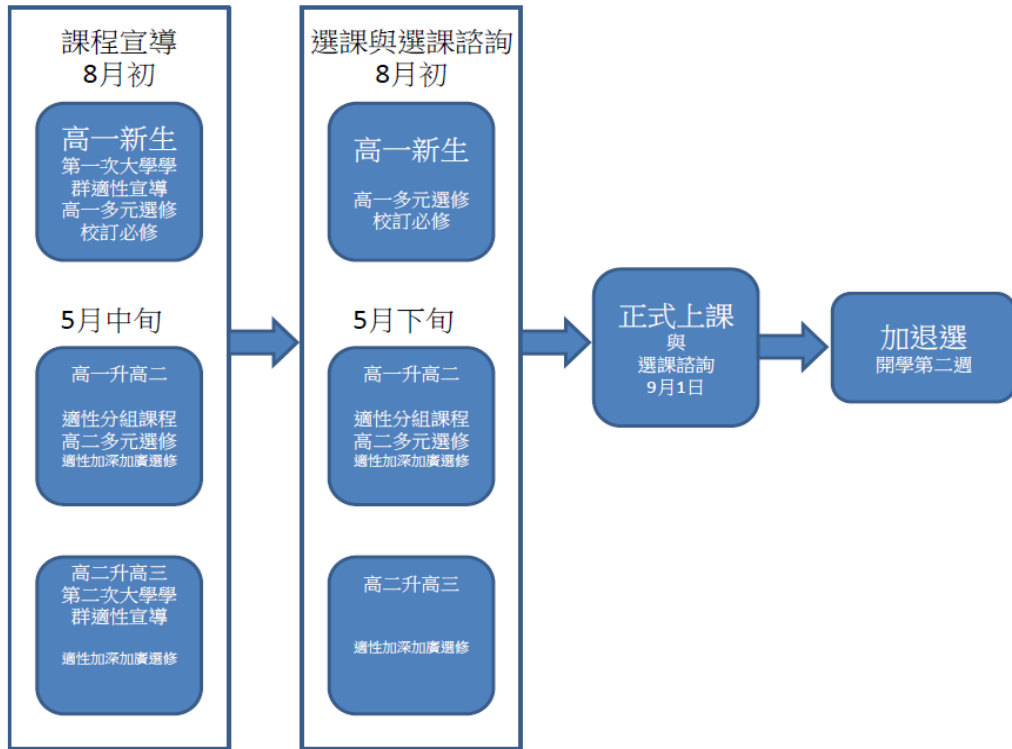 課程宣導
8月初
高一新生
第一次大學學
群適性宣導
高一多元選修
校訂必修
5月中旬
高一升高二
適性分組課程
高二多元選修
適性加深加廣選修
高二升高三
第二次大學學
群適性宣導
適性加深加廣選修
選課與選課諮詢
8月初
高一新生
高一多元選修
校訂必修
5月下旬
高一升高二
適性分組課程
高二多元選修
適性加深加廣選修
高二升高三
適性加深加廣選修
正式上課
與
選課諮詢
9月1日
加退選
開學第二週